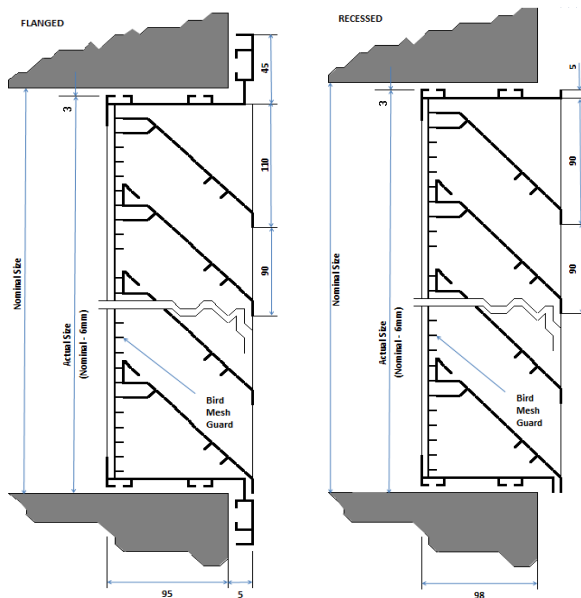 FLANGED
45
3
110
90
Nominal Size
Actual Size
(Nominal - 6mm)
Bird
Mesh
Guard
95
5
RECESSED
5
3
90
90
Nominal Size
Actual Size
(Nominal - 6mm)
Bird
Mesh
Guard
98